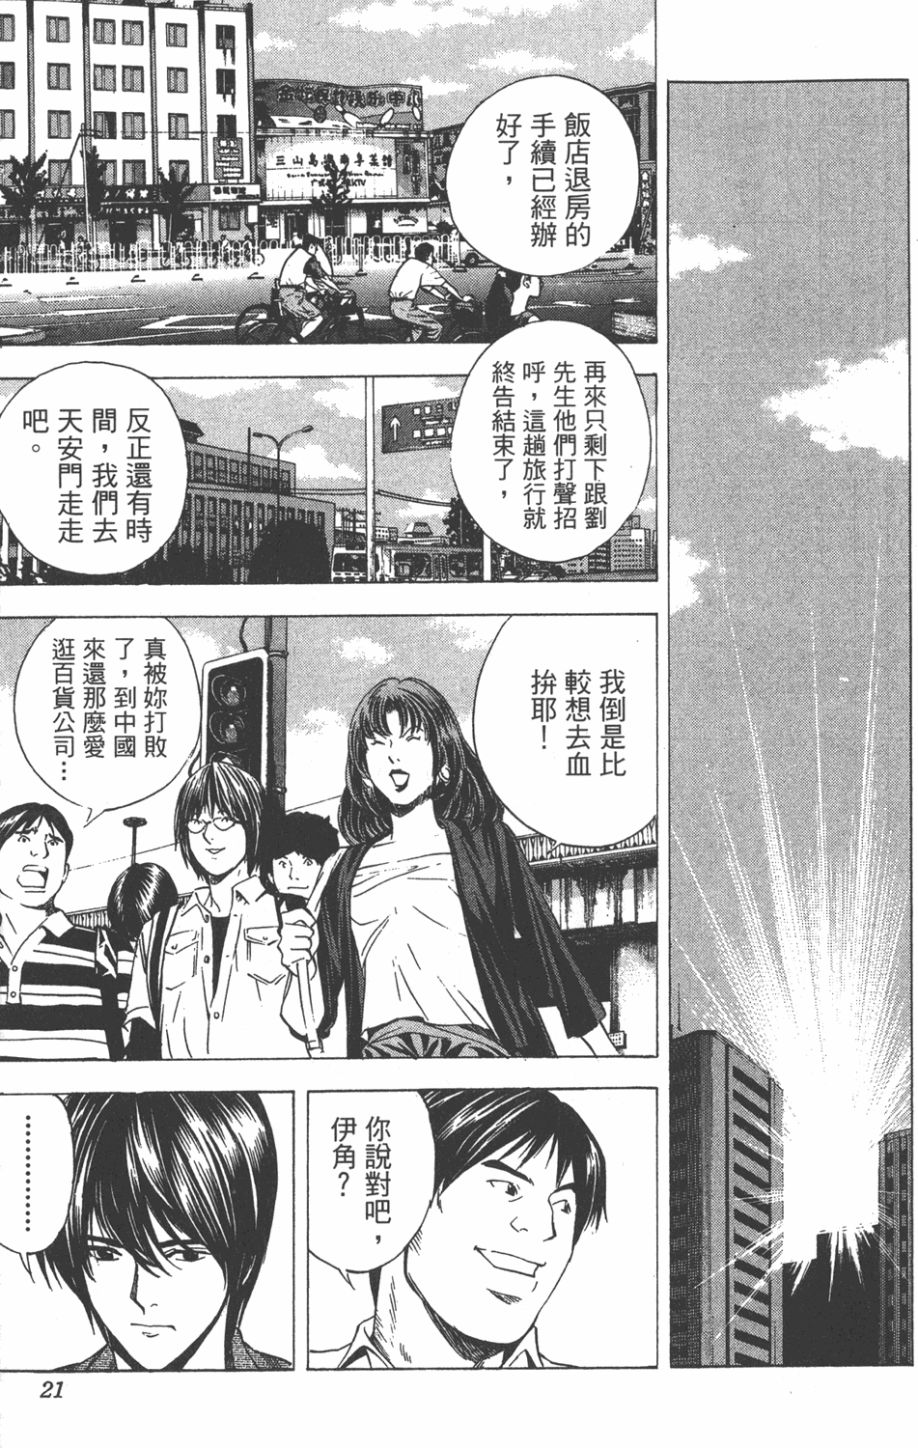 飯店退房的
手續已經辦
好了，
再來只剩下跟劉
先生他們打聲招
呼，這趟旅行就
終告結束了，
反正還有時
間，我們去
天安門走走
吧。
我倒是比
較想去血
拚耶！
真被妳打敗
了，到中國
來還那麼愛
逛百貨公司…
你說對吧，
伊角？
…………
21